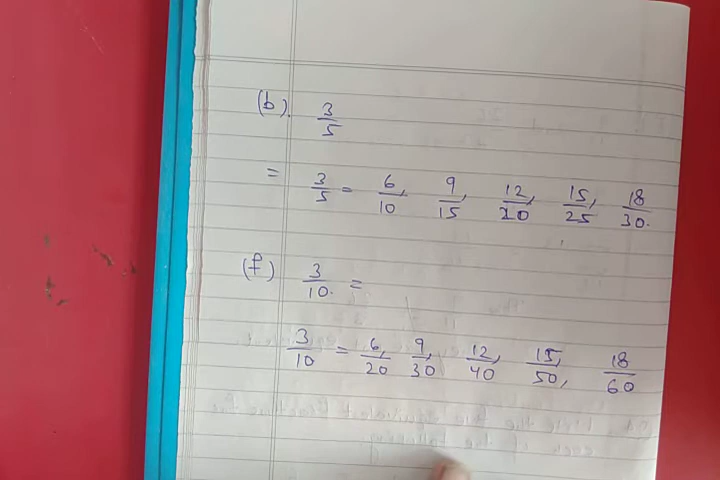 (b). 3/5
= 3/5 = 6/10, 9/15, 12/20, 15/25, 18/30.
(f) 3/10. =
3/10 = 6/20, 9/30, 12/40, 15/50, 18/60